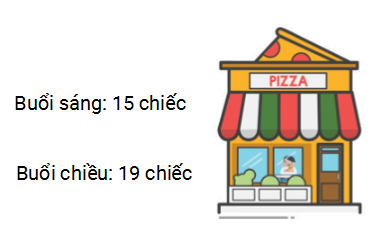 PIZZA
Buổi sáng: 15 chiếc
Buổi chiều: 19 chiếc